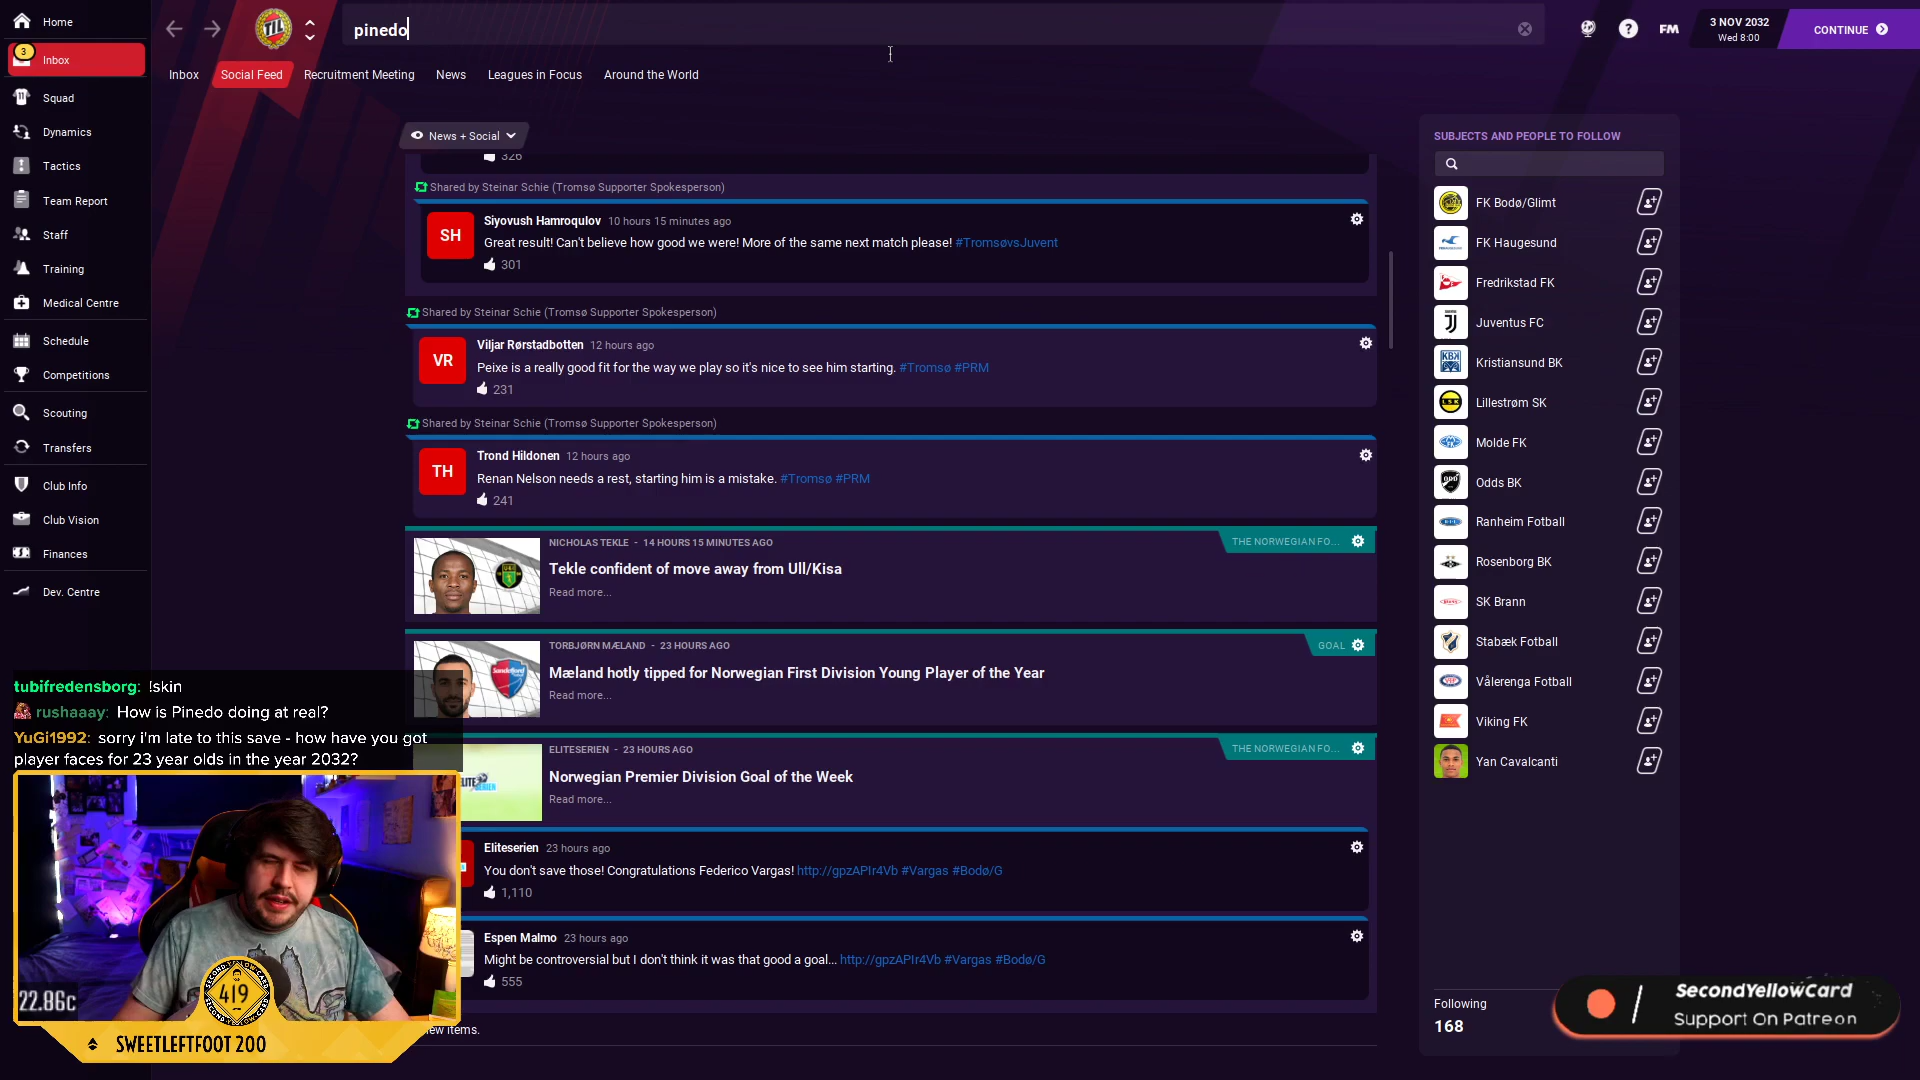 Home
3
Inbox
Squad
Dynamics
Tactics
Team Report
Staff
Training
Medical Centre
Schedule
Competitions
Scouting
Transfers
Club Info
Club Vision
Finances
Dev. Centre
TIL
pinedo
?
FM
3 NOV 2032
Wed 8:00
CONTINUE
Inbox
Social Feed
Recruitment Meeting
News
Leagues in Focus
Around the World
News + Social
326
Shared by Steinar Schie (Tromsø Supporter Spokesperson)
SH
Siyovush Hamroqulov 10 hours 15 minutes ago
Great result! Can't believe how good we were! More of the same next match please! #TromsøvsJuvent
301
Shared by Steinar Schie (Tromsø Supporter Spokesperson)
VR
Viljar Rørstadbotten 12 hours ago
Peixe is a really good fit for the way we play so it's nice to see him starting. #Tromsø #PRM
231
Shared by Steinar Schie (Tromsø Supporter Spokesperson)
TH
Trond Hildonen 12 hours ago
Renan Nelson needs a rest, starting him is a mistake. #Tromsø #PRM
241
NICHOLAS TEKLE - 14 HOURS 15 MINUTES AGO
THE NORWEGIAN FO...
Tekle confident of move away from Ull/Kisa
Read more...
TORBJØRN MÆLAND - 23 HOURS AGO
GOAL
Mæland hotly tipped for Norwegian First Division Young Player of the Year
Read more...
ELITESERIEN - 23 HOURS AGO
THE NORWEGIAN FO...
Norwegian Premier Division Goal of the Week
Read more...
Eliteserien 23 hours ago
You don't save those! Congratulations Federico Vargas! http://gpzAPIr4Vb #Vargas #Bodø/G
1,110
Espen Malmo 23 hours ago
Might be controversial but I don't think it was that good a goal... http://gpzAPIr4Vb #Vargas #Bodø/G
555
new items.
SUBJECTS AND PEOPLE TO FOLLOW
FK Bodø/Glimt
FK Haugesund
Fredrikstad FK
Juventus FC
Kristiansund BK
Lillestrøm SK
Molde FK
Odds BK
Ranheim Fotball
Rosenborg BK
SK Brann
Stabæk Fotball
Vålerenga Fotball
Viking FK
Yan Cavalcanti
Following
168
SecondYellowCard
Support On Patreon
tubifredensborg: !skin
rushaaay: How is Pinedo doing at real?
YuGi1992: sorry i'm late to this save - how have you got
player faces for 23 year olds in the year 2032?
22.86c
419
SWEETLEFTFOOT 200